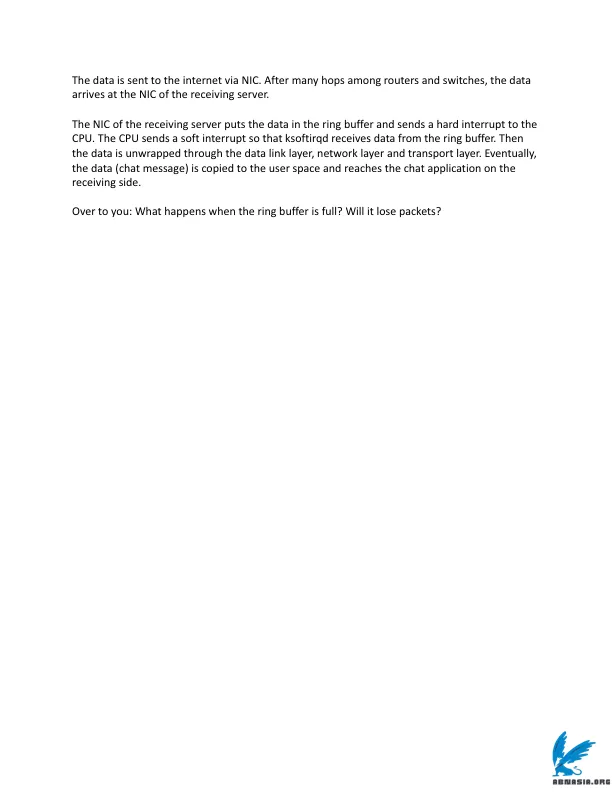 The data is sent to the internet via NIC. After many hops among routers and switches, the data
arrives at the NIC of the receiving server.
The NIC of the receiving server puts the data in the ring buffer and sends a hard interrupt to the
CPU. The CPU sends a soft interrupt so that ksoftirqd receives data from the ring buffer. Then
the data is unwrapped through the data link layer, network layer and transport layer. Eventually,
the data (chat message) is copied to the user space and reaches the chat application on the
receiving side.
Over to you: What happens when the ring buffer is full? Will it lose packets?
ABNASIA.ORG